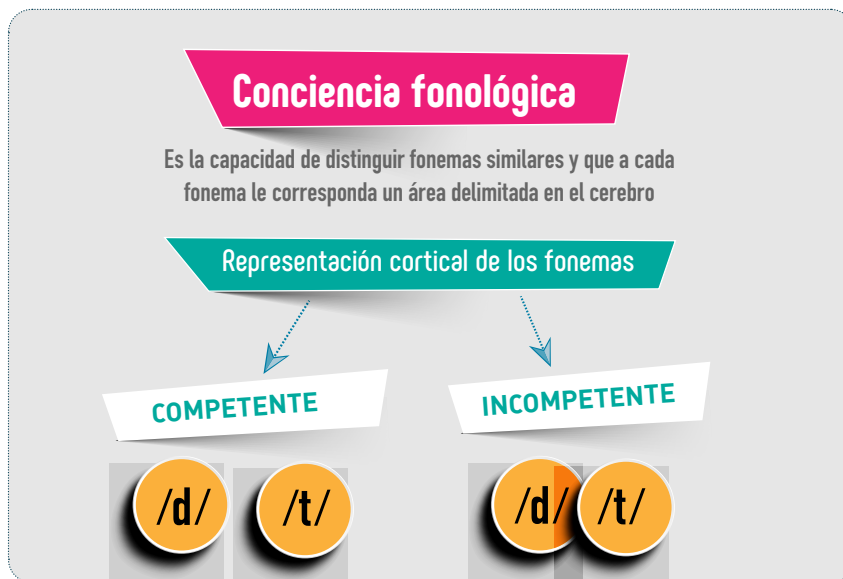 Conciencia fonológica
Es la capacidad de distinguir fonemas similares y que a cada
fonema le corresponda un área delimitada en el cerebro
Representación cortical de los fonemas
COMPETENTE
INCOMPETENTE
/d/ /t/ /d/ /t/